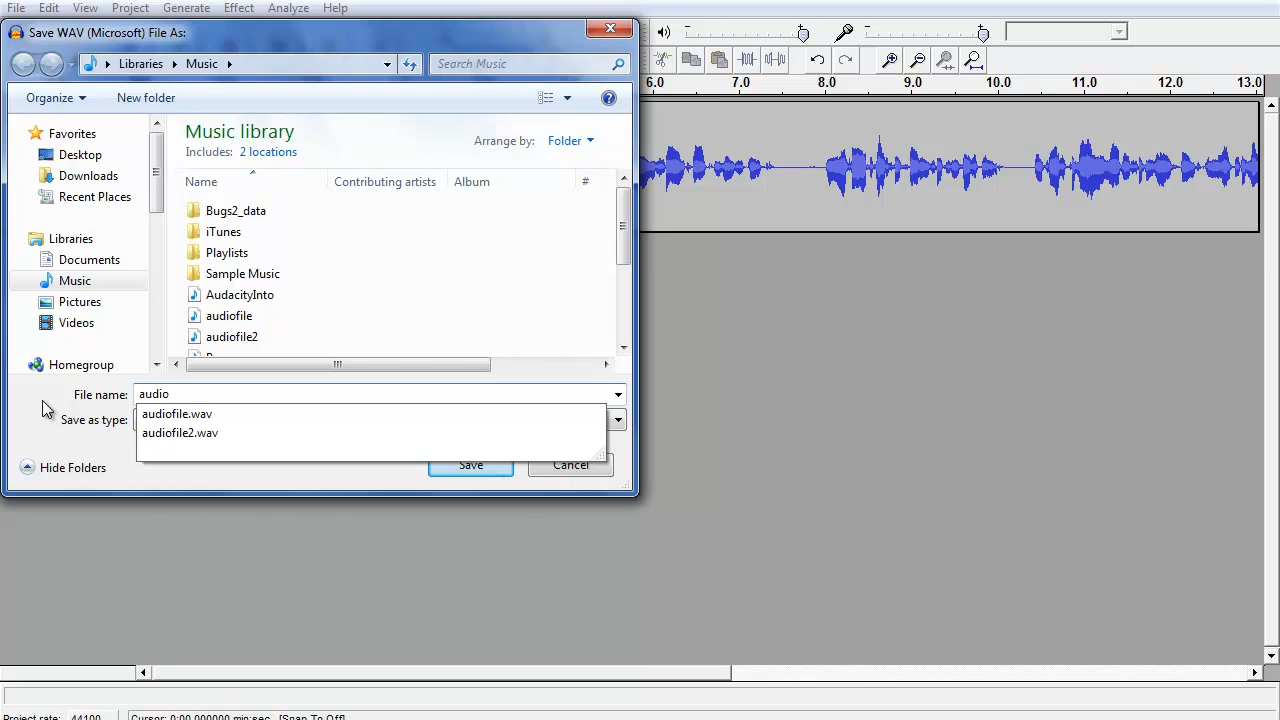 File Edit View Project Generate Effect Analyze Help
Save WAV (Microsoft) File As:
Libraries Music
Search Music
Organize New folder
6.0 7.0 8.0 9.0 10.0 11.0 12.0 13.0
Favorites
Desktop
Downloads
Recent Places
Libraries
Documents
Music
Pictures
Videos
Homegroup
Music library
Includes: 2 locations
Arrange by: Folder
Name Contributing artists Album #
Bugs2_data
iTunes
Playlists
Sample Music
AudacityInto
audiofile
audiofile2
File name: audio
audiofile.wav
Save as type:
audiofile2.wav
Hide Folders
Save Cancel
Project rate: 44100 Cursor: 0:00.000000 min:sec [Snap To Off]